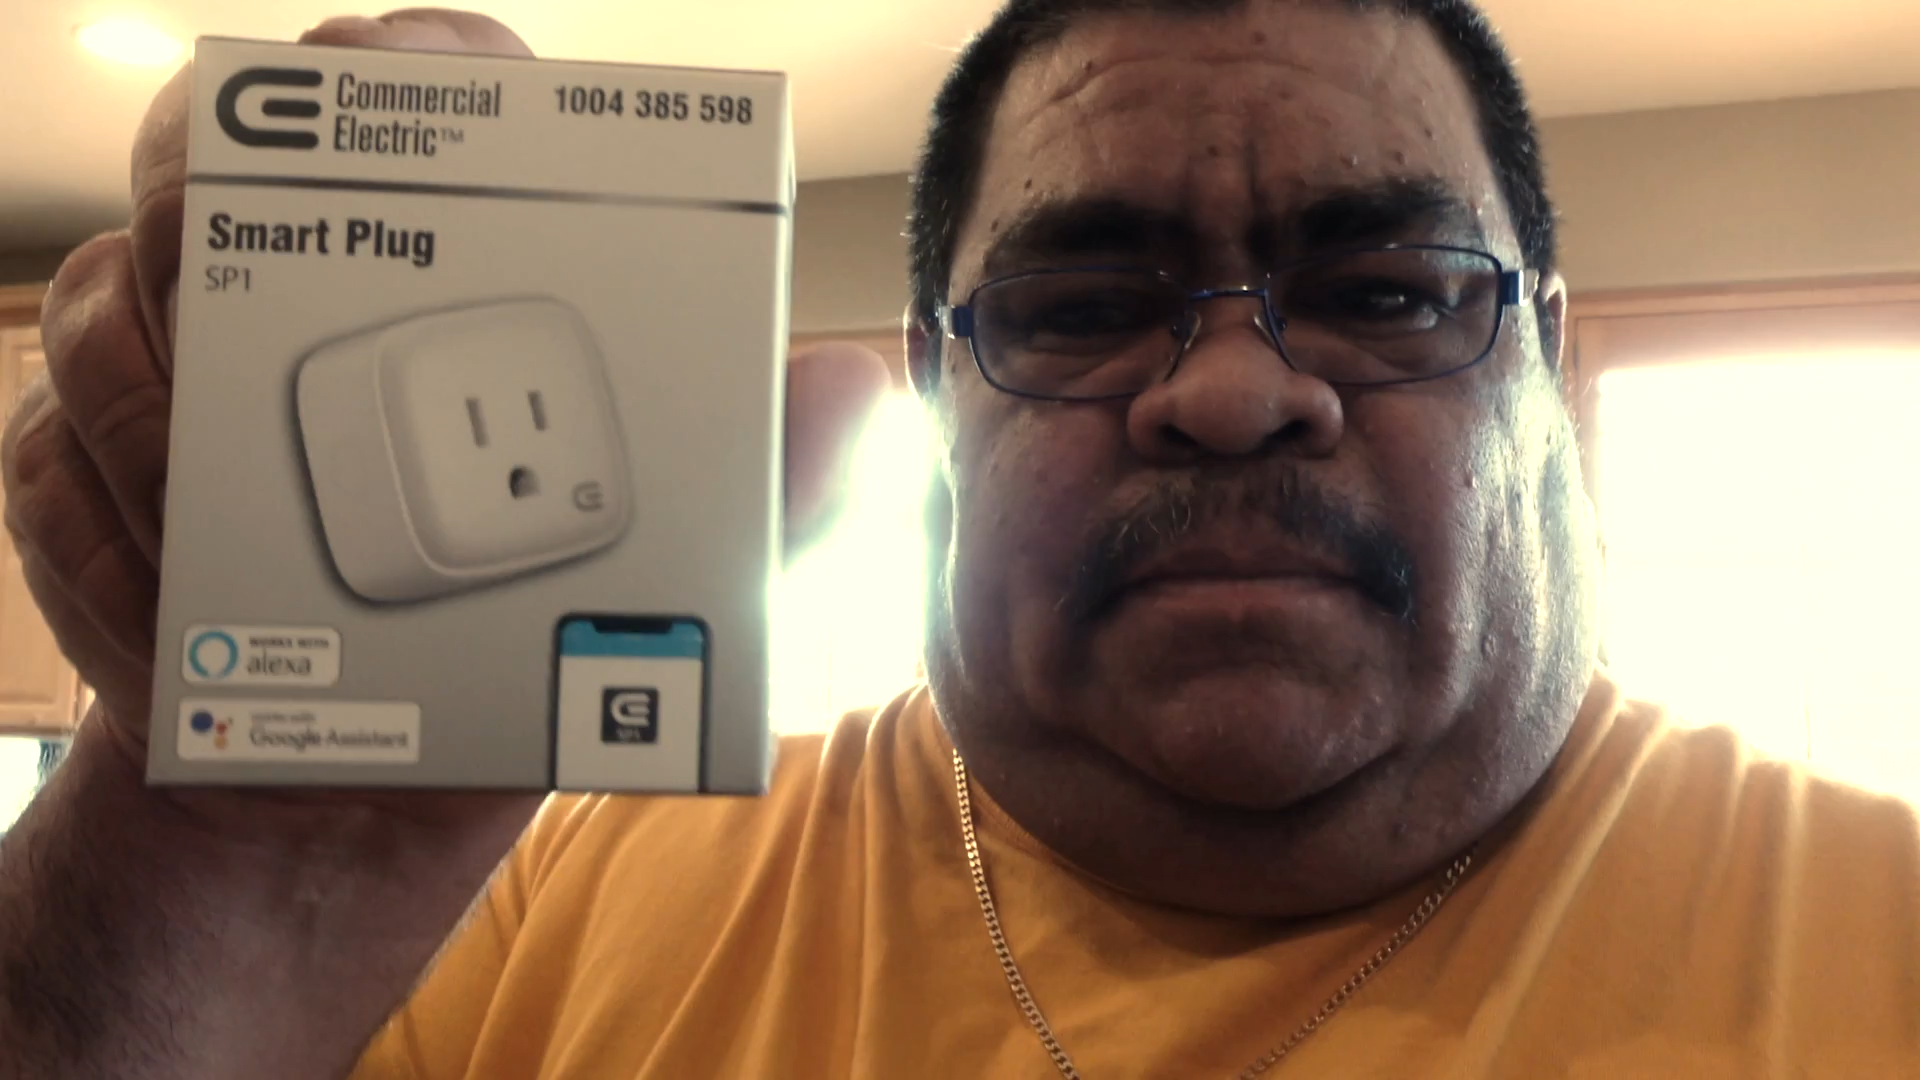 Commercial
Electric™
1004 385 598
Smart Plug
SP1
WORKS WITH
alexa
works with
Google Assistant